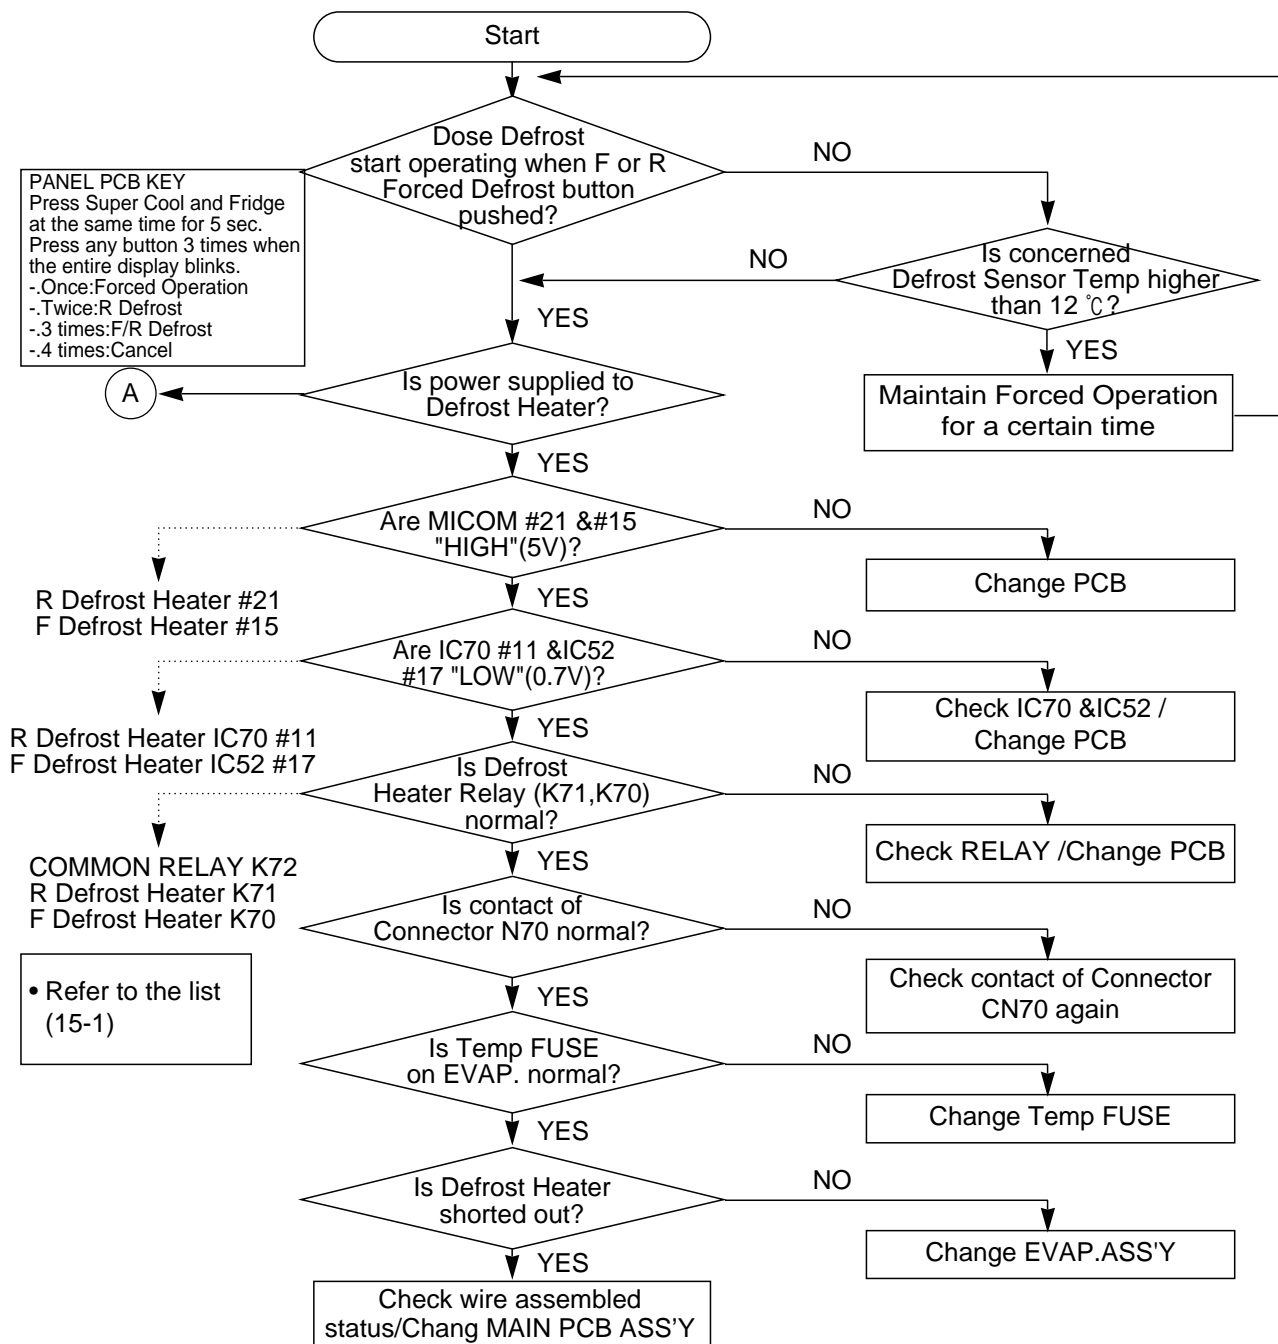 Start
Dose Defrost
start operating when F or R
Forced Defrost button
pushed?
NO
PANEL PCB KEY
Press Super Cool and Fridge
at the same time for 5 sec.
Press any button 3 times when
the entire display blinks.
-.Once:Forced Operation
-.Twice:R Defrost
-.3 times:F/R Defrost
-.4 times:Cancel
Is concerned
Defrost Sensor Temp higher
than 12 ℃?
NO
YES
YES
Maintain Forced Operation
for a certain time
A
Is power supplied to
Defrost Heater?
YES
Are MICOM #21 &#15
"HIGH"(5V)?
NO
Change PCB
R Defrost Heater #21
F Defrost Heater #15
YES
Are IC70 #11 &IC52
#17 "LOW"(0.7V)?
NO
Check IC70 &IC52 /
Change PCB
R Defrost Heater IC70 #11
F Defrost Heater IC52 #17
YES
Is Defrost
Heater Relay (K71,K70)
normal?
NO
Check RELAY /Change PCB
COMMON RELAY K72
R Defrost Heater K71
F Defrost Heater K70
YES
Is contact of
Connector N70 normal?
NO
Check contact of Connector
CN70 again
• Refer to the list
(15-1)
YES
Is Temp FUSE
on EVAP. normal?
NO
Change Temp FUSE
YES
Is Defrost Heater
shorted out?
NO
Change EVAP.ASS'Y
YES
Check wire assembled
status/Chang MAIN PCB ASS’Y